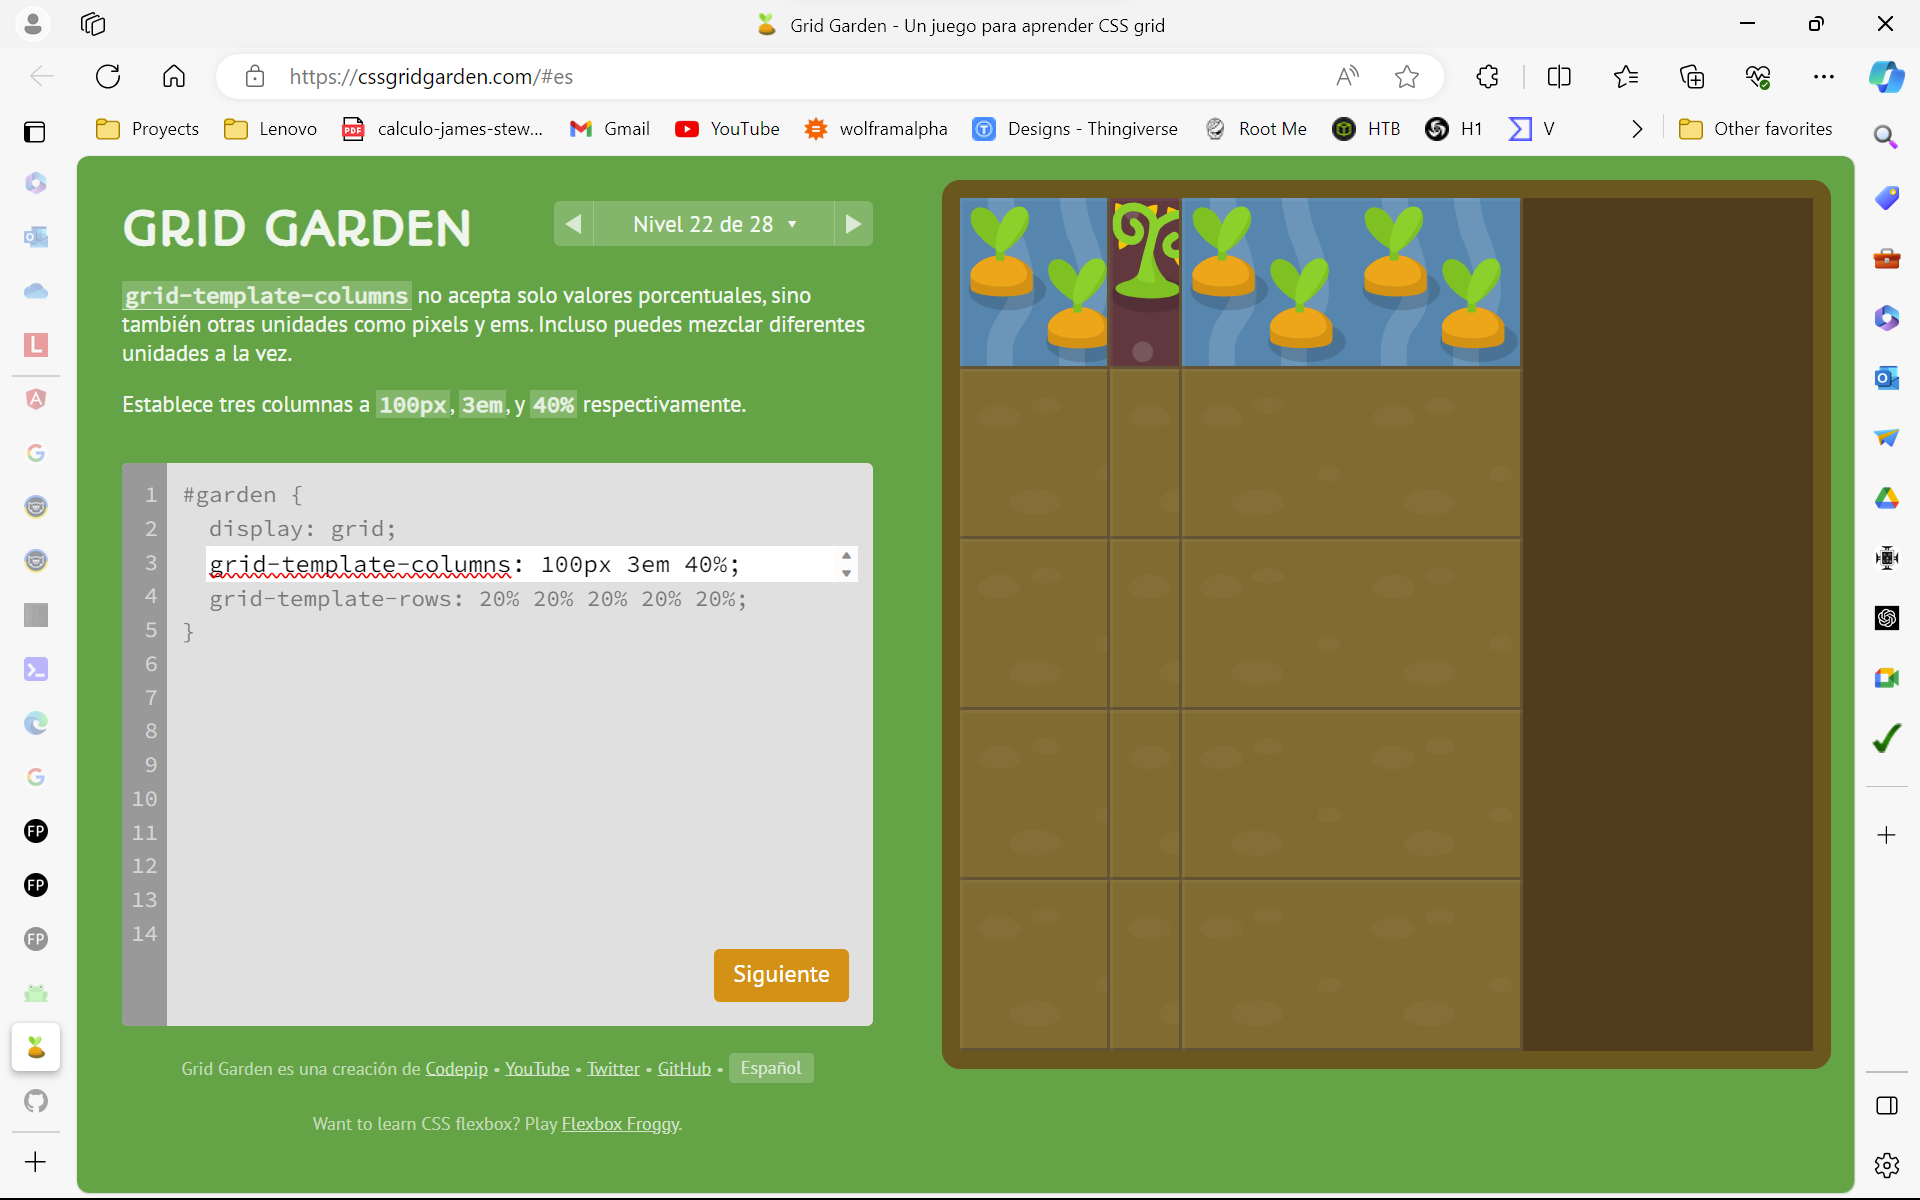 Grid Garden - Un juego para aprender CSS grid
https://cssgridgarden.com/#es
Proyects
Lenovo
PDF
calculo-james-stew...
Gmail
YouTube
wolframalpha
Designs - Thingiverse
Root Me
HTB
H1
V
Other favorites
GRID GARDEN
Nivel 22 de 28
grid-template-columns no acepta solo valores porcentuales, sino
también otras unidades como pixels y ems. Incluso puedes mezclar diferentes
unidades a la vez.
Establece tres columnas a 100px, 3em, y 40% respectivamente.
1 #garden {
2 display: grid;
3 grid-template-columns: 100px 3em 40%;
4 grid-template-rows: 20% 20% 20% 20% 20%;
5 }
6
7
8
9
10
11
12
13
14
Siguiente
Grid Garden es una creación de Codepip • YouTube • Twitter • GitHub • Español
Want to learn CSS flexbox? Play Flexbox Froggy.
L
FP
FP
FP